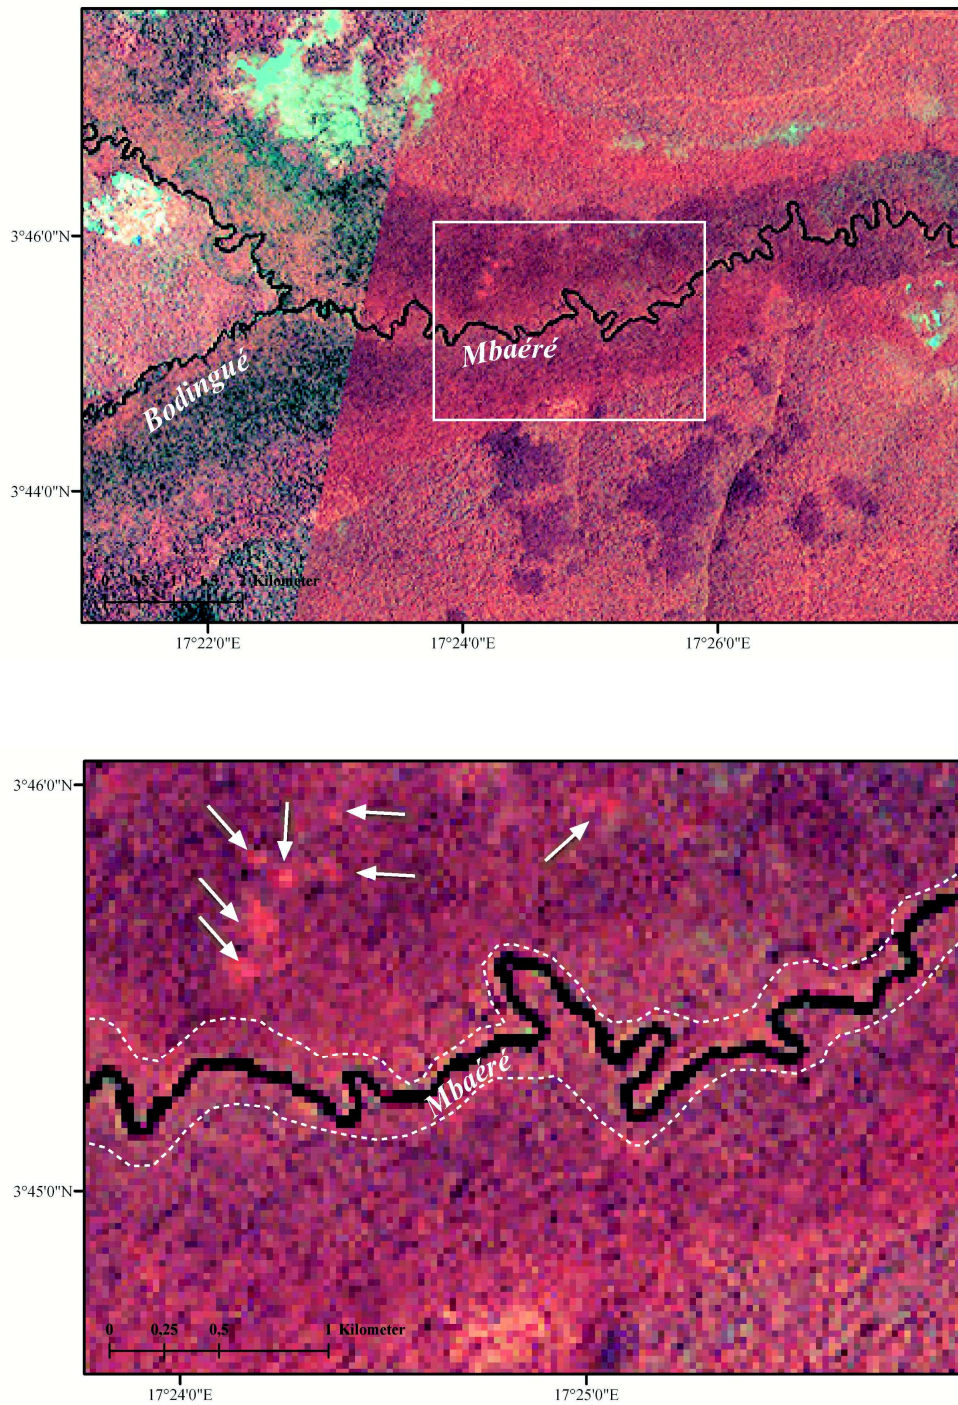 3°46'0"N
Bodingué
Mbaéré
3°44'0"N
0 0,5 1 1,5 2 Kilometer
17°22'0"E 17°24'0"E 17°26'0"E
3°46'0"N
Mbaéré
3°45'0"N
0 0,25 0,5 1 Kilometer
17°24'0"E 17°25'0"E